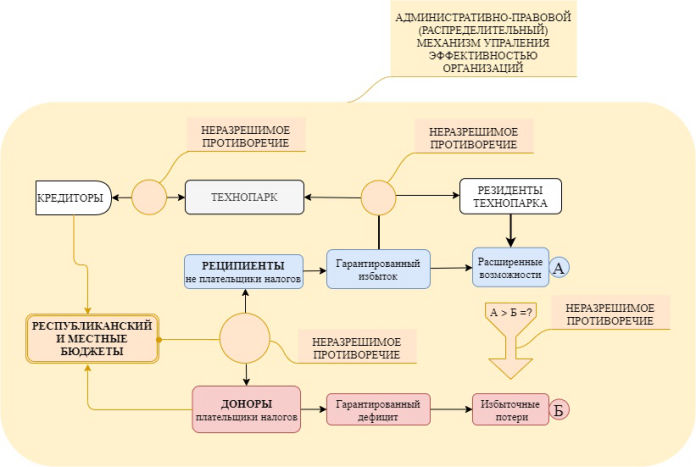 АДМИНИСТРАТИВНО-ПРАВОВОЙ
(РАСПРЕДЕЛИТЕЛЬНЫЙ)
МЕХАНИЗМ УПРАЛЕНИЯ
ЭФФЕКТИВНОСТЬЮ
ОРГАНИЗАЦИЙ
НЕРАЗРЕШИМОЕ
ПРОТИВОРЕЧИЕ
НЕРАЗРЕШИМОЕ
ПРОТИВОРЕЧИЕ
КРЕДИТОРЫ
ТЕХНОПАРК
РЕЗИДЕНТЫ
ТЕХНОПАРКА
РЕЦИПИЕНТЫ
не плательщики налогов
Гарантированный
избыток
Расширенные
возможности
А
РЕСПУБЛИКАНСКИЙ
И МЕСТНЫЕ
БЮДЖЕТЫ
НЕРАЗРЕШИМОЕ
ПРОТИВОРЕЧИЕ
А > Б =?
НЕРАЗРЕШИМОЕ
ПРОТИВОРЕЧИЕ
ДОНОРЫ
плательщики налогов
Гарантированный
дефицит
Избыточные
потери
Б